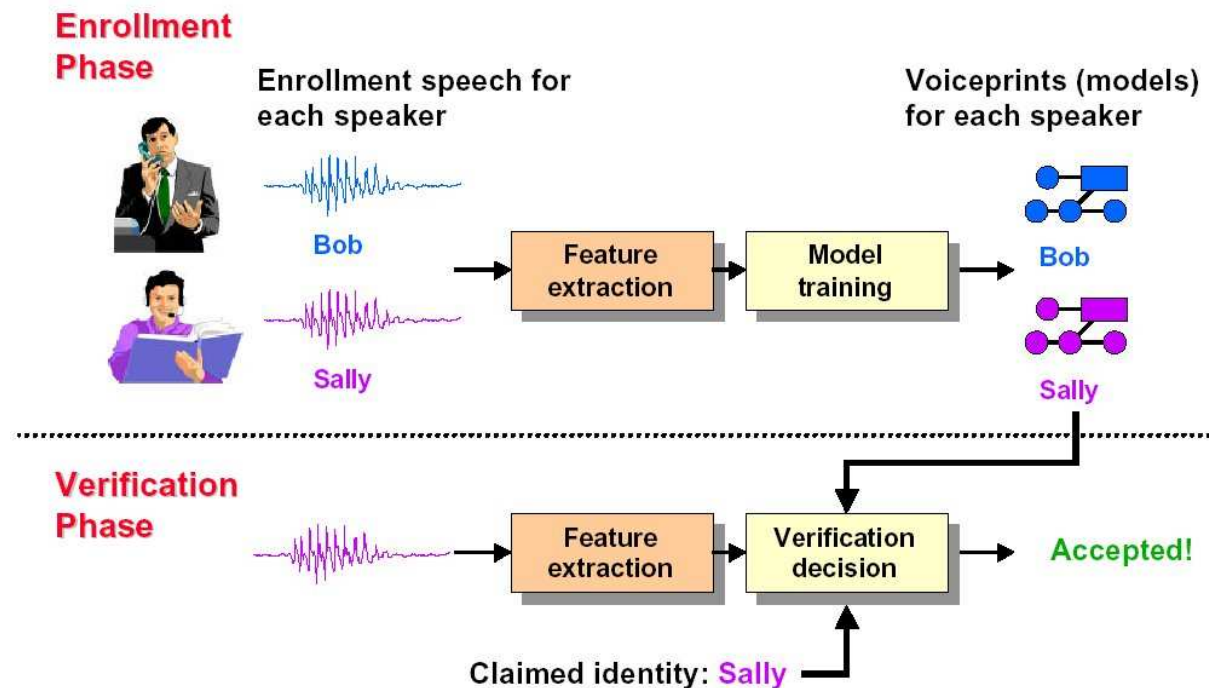 Enrollment
Phase
Enrollment speech for
each speaker
Voiceprints (models)
for each speaker
Bob
Feature
extraction
Model
training
Bob
Sally
Sally
Verification
Phase
Feature
extraction
Verification
decision
Accepted!
Claimed identity: Sally